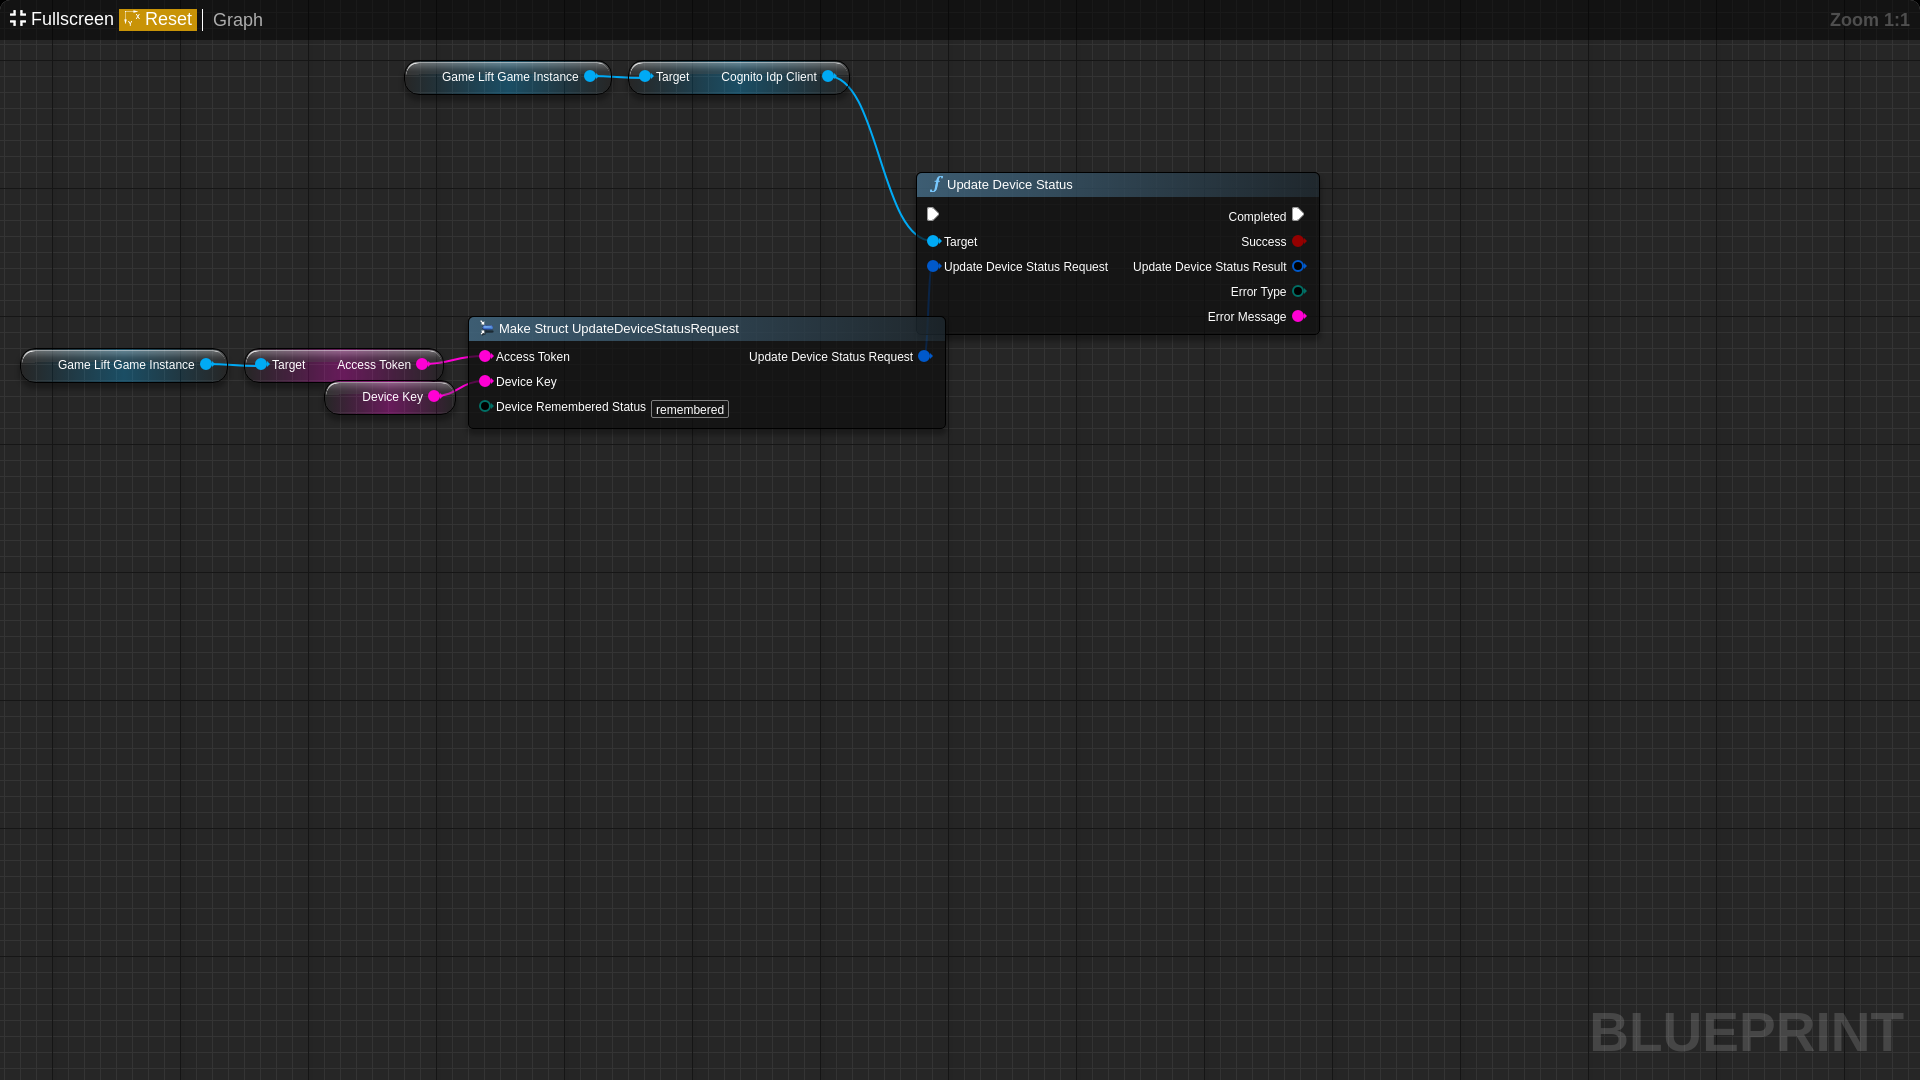 Fullscreen Reset Graph Zoom 1:1
Game Lift Game Instance Target Cognito Idp Client
Update Device Status
Completed
Target Success
Update Device Status Request Update Device Status Result
Error Type
Error Message
Make Struct UpdateDeviceStatusRequest
Access Token Update Device Status Request
Device Key
Device Remembered Status remembered
Game Lift Game Instance Target Access Token
Device Key
BLUEPRINT